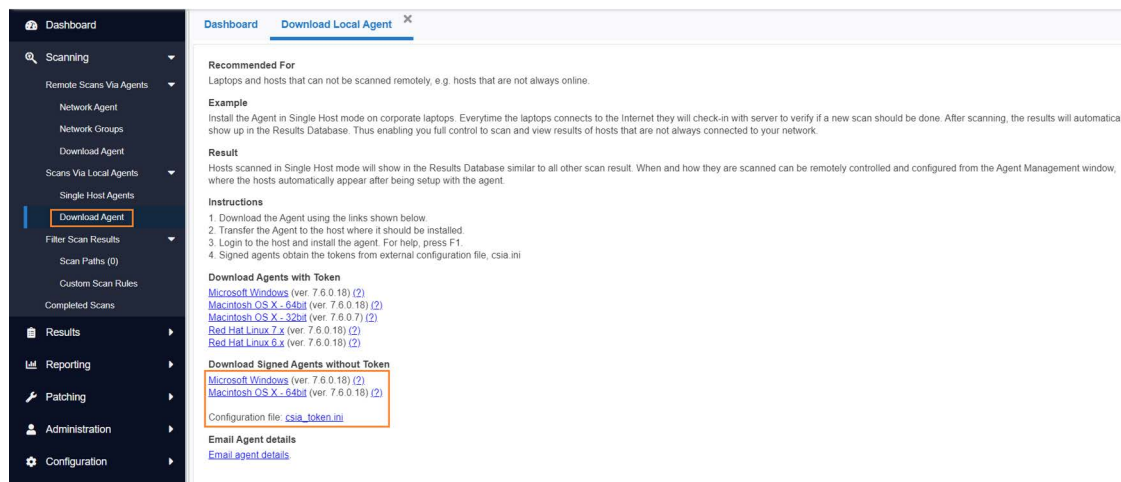 Dashboard
Scanning
Remote Scans Via Agents
Network Agent
Network Groups
Download Agent
Scans Via Local Agents
Single Host Agents
Download Agent
Filter Scan Results
Scan Paths (0)
Custom Scan Rules
Completed Scans
Results
Reporting
Patching
Administration
Configuration
Dashboard Download Local Agent
Recommended For
Laptops and hosts that can not be scanned remotely, e.g. hosts that are not always online.
Example
Install the Agent in Single Host mode on corporate laptops. Everytime the laptops connects to the Internet they will check-in with server to verify if a new scan should be done. After scanning, the results will automatica
show up in the Results Database. Thus enabling you full control to scan and view results of hosts that are not always connected to your network.
Result
Hosts scanned in Single Host mode will show in the Results Database similar to all other scan result. When and how they are scanned can be remotely controlled and configured from the Agent Management window,
where the hosts automatically appear after being setup with the agent.
Instructions
1. Download the Agent using the links shown below.
2. Transfer the Agent to the host where it should be installed.
3. Login to the host and install the agent. For help, press F1.
4. Signed agents obtain the tokens from external configuration file, csia.ini
Download Agents with Token
Microsoft Windows (ver. 7.6.0.18) (?)
Macintosh OS X - 64bit (ver. 7.6.0.18) (?)
Macintosh OS X - 32bit (ver. 7.6.0.7) (?)
Red Hat Linux 7.x (ver. 7.6.0.18) (?)
Red Hat Linux 6.x (ver. 7.6.0.18) (?)
Download Signed Agents without Token
Microsoft Windows (ver. 7.6.0.18) (?)
Macintosh OS X - 64bit (ver. 7.6.0.18) (?)
Configuration file: csia_token.ini
Email Agent details
Email agent details.